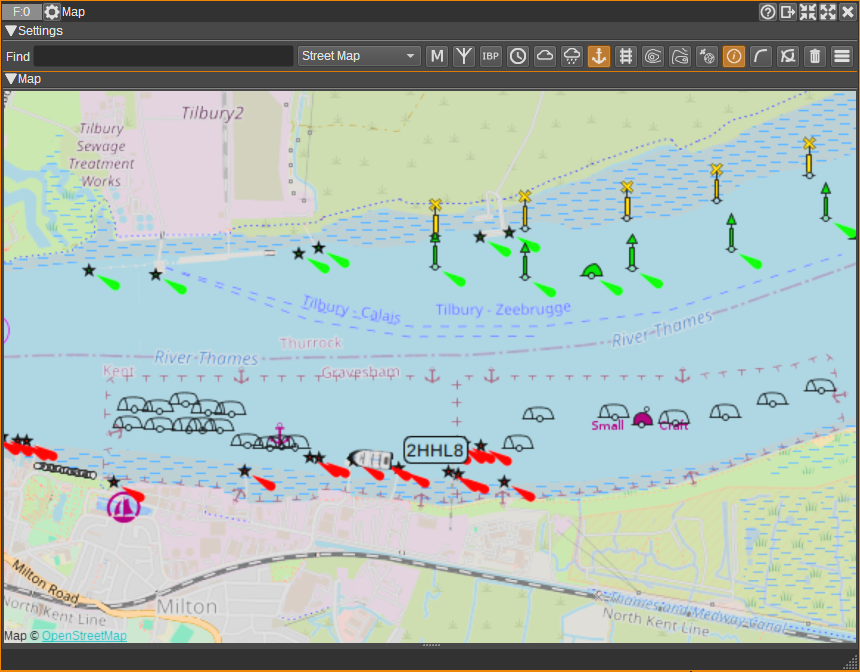 F:0 Map
Settings
Find Street Map M IBP
Map
Tilbury2
Tilbury
Sewage
Treatment
Works
Tilbury - Calais
Tilbury - Zeebrugge
River Thames
River Thames
Thurrock
Kent
Gravesham
Small Craft
2HHL8
Milton Road
North Kent Line
Milton
Thames and Medway Canal
North Kent Line
Map © OpenStreetMap